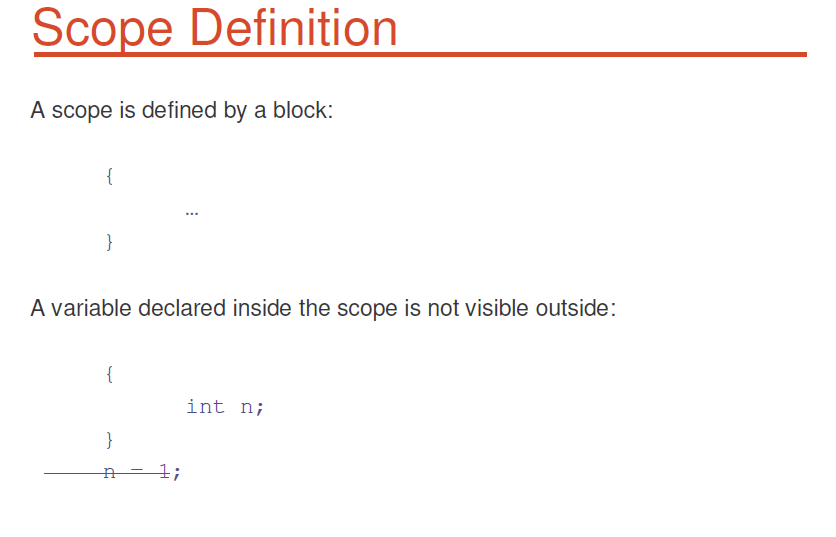 Scope Definition
A scope is defined by a block:
{
…
}
A variable declared inside the scope is not visible outside:
{
int n;
}
n = 1;